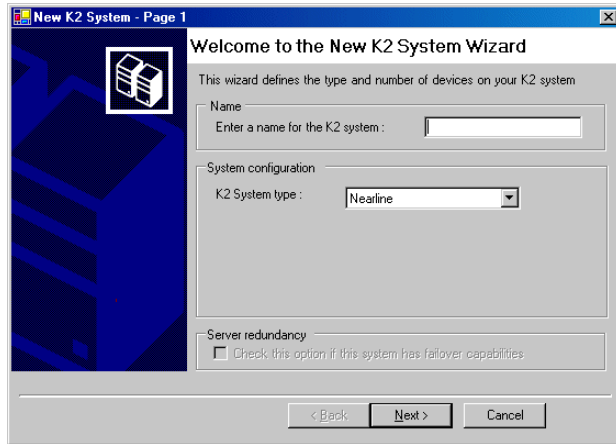 New K2 System - Page 1
Welcome to the New K2 System Wizard
This wizard defines the type and number of devices on your K2 system
Name
Enter a name for the K2 system :
System configuration
K2 System type :
Nearline
Server redundancy
Check this option if this system has failover capabilities
< Back
Next >
Cancel